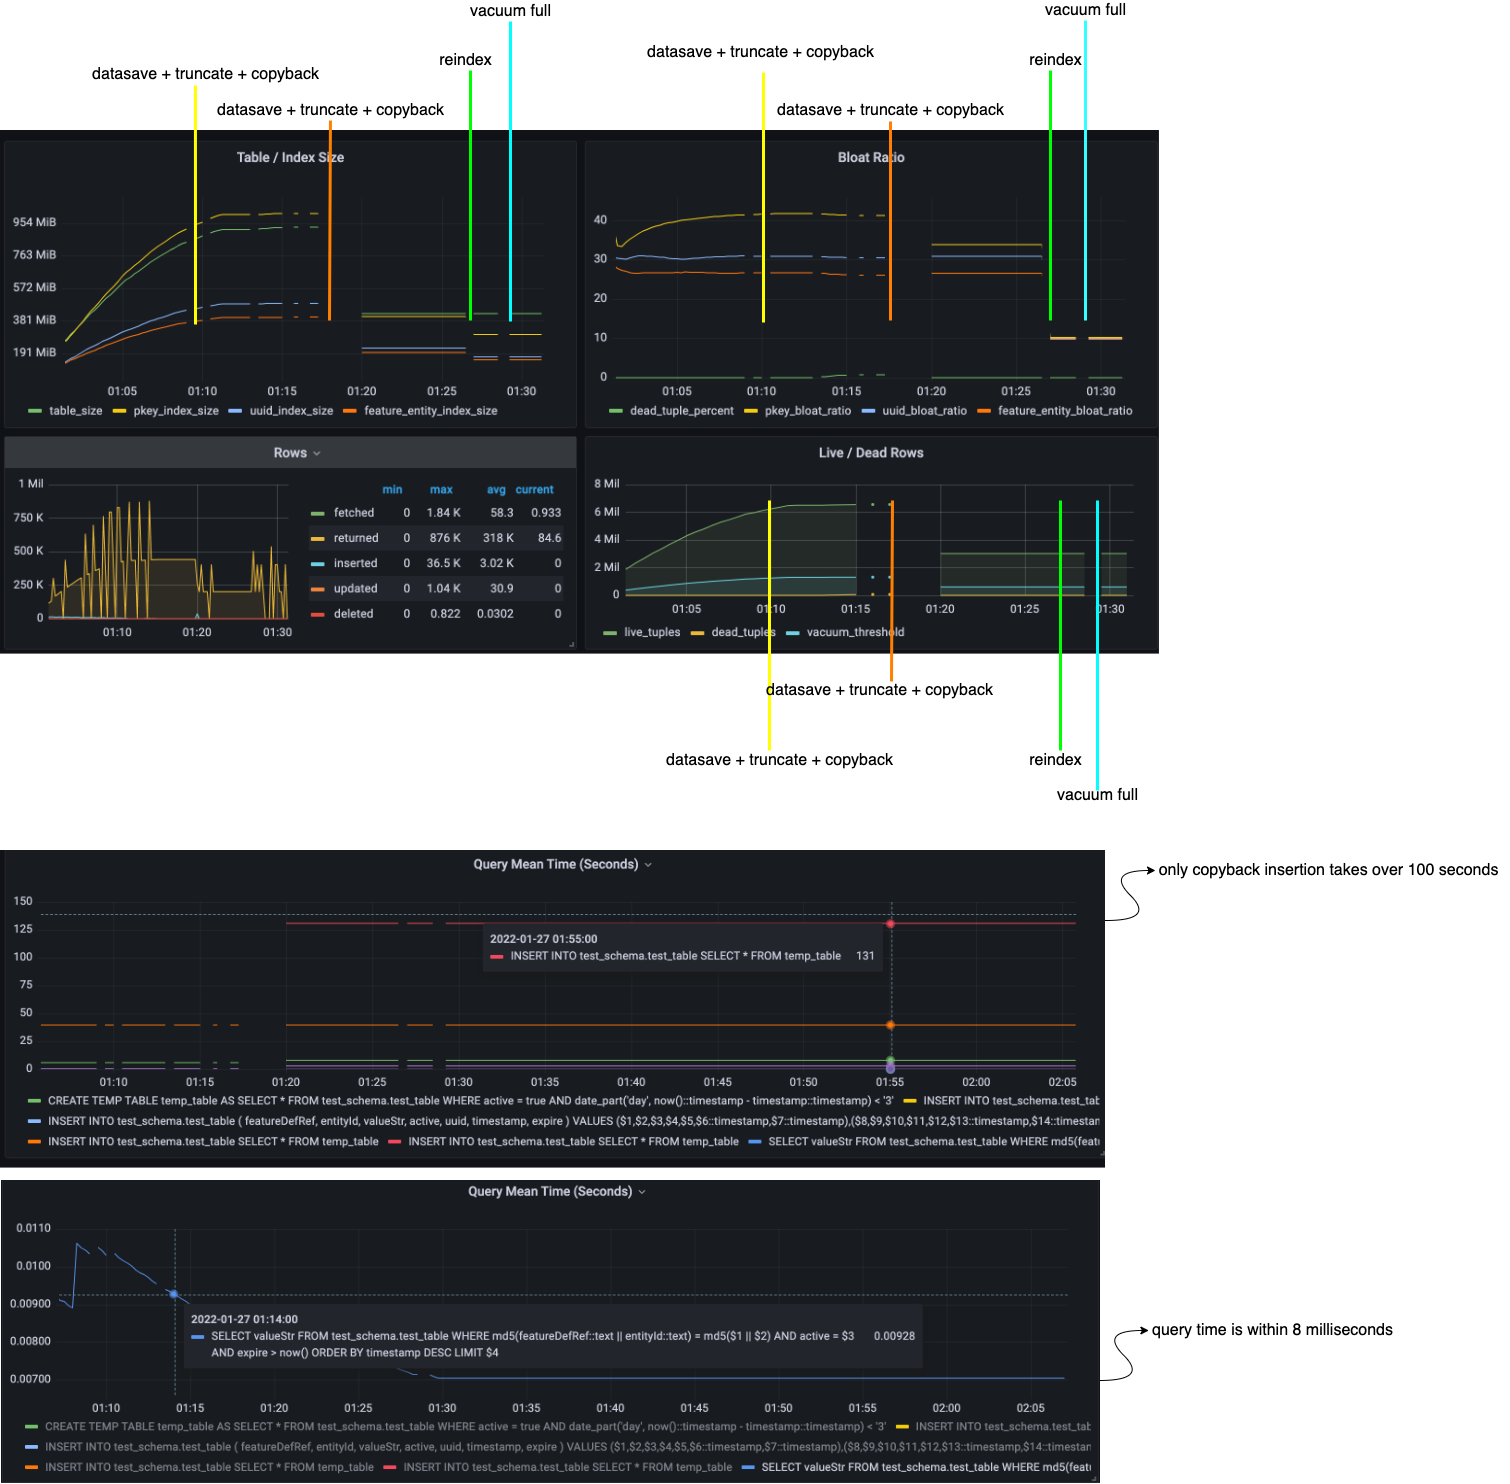 vacuum full
vacuum full
datasave + truncate + copyback
reindex
reindex
datasave + truncate + copyback
datasave + truncate + copyback
datasave + truncate + copyback
Table / Index Size
954 MiB
763 MiB
572 MiB
381 MiB
191 MiB
01:05 01:10 01:15 01:20 01:25 01:30
table_size pkey_index_size uuid_index_size feature_entity_index_size
Bloat Ratio
40
30
20
10
0
01:05 01:10 01:15 01:20 01:25 01:30
dead_tuple_percent pkey_bloat_ratio uuid_bloat_ratio feature_entity_bloat_ratio
Rows
1 Mil
750 K
500 K
250 K
0
01:10 01:20 01:30
min max avg current
fetched 0 1.84 K 58.3 0.933
returned 0 876 K 318 K 84.6
inserted 0 36.5 K 3.02 K 0
updated 0 1.04 K 30.9 0
deleted 0 0.822 0.0302 0
Live / Dead Rows
8 Mil
6 Mil
4 Mil
2 Mil
0
01:05 01:10 01:15 01:20 01:25 01:30
live_tuples dead_tuples vacuum_threshold
datasave + truncate + copyback
datasave + truncate + copyback
reindex
vacuum full
Query Mean Time (Seconds)
only copyback insertion takes over 100 seconds
150
125
100
75
50
25
0
2022-01-27 01:55:00
INSERT INTO test_schema.test_table SELECT * FROM temp_table 131
01:10 01:15 01:20 01:25 01:30 01:35 01:40 01:45 01:50 01:55 02:00 02:05
CREATE TEMP TABLE temp_table AS SELECT * FROM test_schema.test_table WHERE active = true AND date_part('day', now()::timestamp - timestamp::timestamp) < '3' INSERT INTO test_schema.test_tab
INSERT INTO test_schema.test_table ( featureDefRef, entityId, valueStr, active, uuid, timestamp, expire ) VALUES ($1,$2,$3,$4,$5,$6::timestamp,$7::timestamp),($8,$9,$10,$11,$12,$13::timestamp,$14::timestam
INSERT INTO test_schema.test_table SELECT * FROM temp_table INSERT INTO test_schema.test_table SELECT * FROM temp_table SELECT valueStr FROM test_schema.test_table WHERE md5(featu
Query Mean Time (Seconds)
0.0110
0.0100
0.00900
0.00800
0.00700
2022-01-27 01:14:00
SELECT valueStr FROM test_schema.test_table WHERE md5(featureDefRef::text || entityId::text) = md5($1 || $2) AND active = $3 0.00928
AND expire > now() ORDER BY timestamp DESC LIMIT $4
query time is within 8 milliseconds
01:10 01:15 01:20 01:25 01:30 01:35 01:40 01:45 01:50 01:55 02:00 02:05
CREATE TEMP TABLE temp_table AS SELECT * FROM test_schema.test_table WHERE active = true AND date_part('day', now()::timestamp - timestamp::timestamp) < '3' INSERT INTO test_schema.test_tab
INSERT INTO test_schema.test_table ( featureDefRef, entityId, valueStr, active, uuid, timestamp, expire ) VALUES ($1,$2,$3,$4,$5,$6::timestamp,$7::timestamp),($8,$9,$10,$11,$12,$13::timestamp,$14::timestan
INSERT INTO test_schema.test_table SELECT * FROM temp_table INSERT INTO test_schema.test_table SELECT * FROM temp_table SELECT valueStr FROM test_schema.test_table WHERE md5(featu